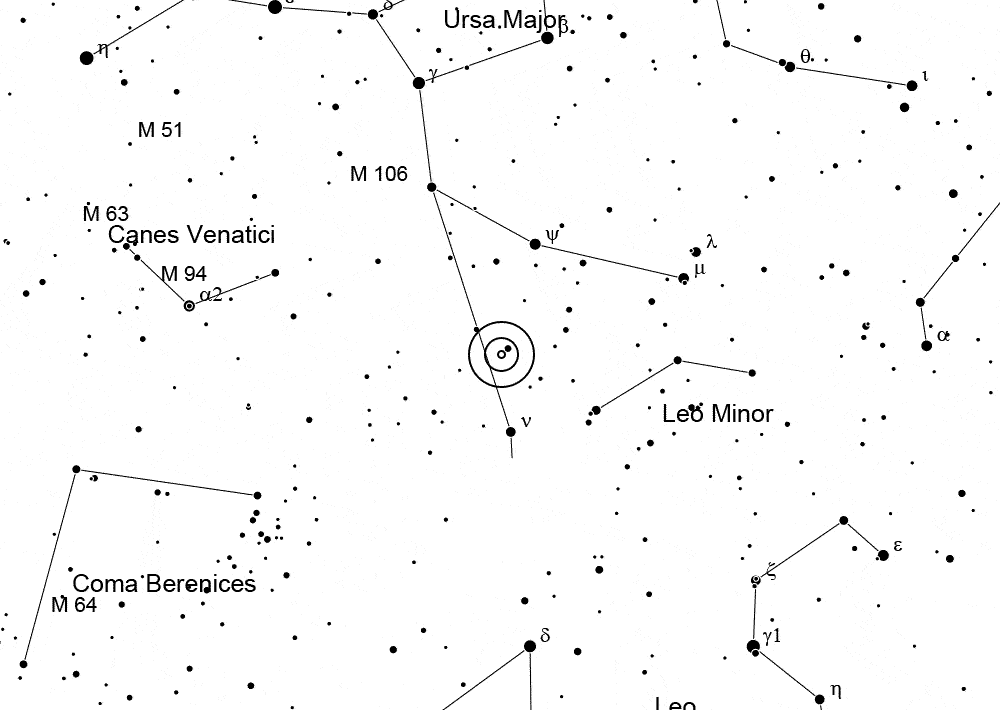 δ
Ursa Major
β
η
γ
θ
ι
M 51
M 106
M 63
Canes Venatici
ψ
λ
M 94
μ
α2
α
ν
Leo Minor
ε
ζ
Coma Berenices
M 64
δ
γ1
η
Leo